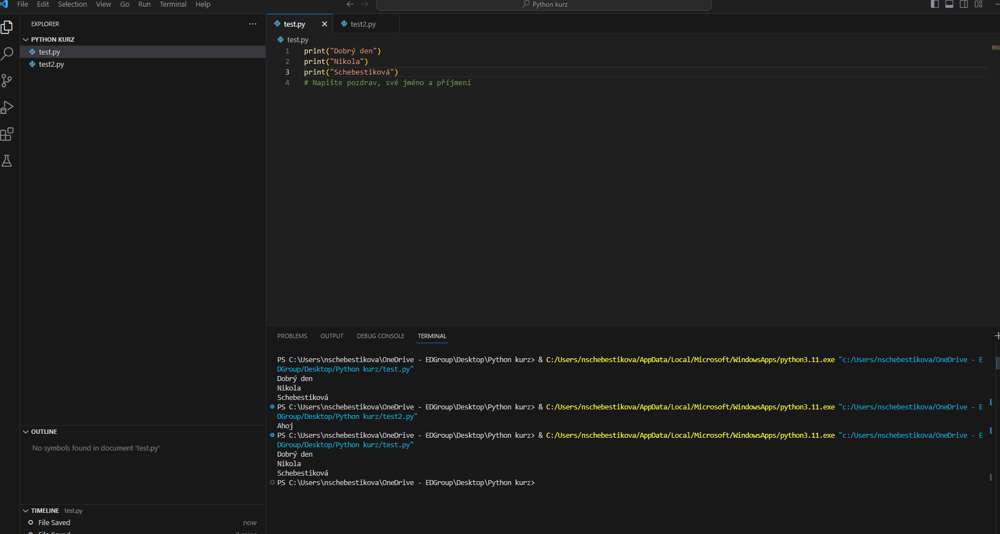 File Edit Selection View Go Run Terminal Help
Python kurz
EXPLORER
PYTHON KURZ
test.py
test2.py
test.py
test2.py
test.py
1 print("Dobrý den")
2 print("Nikola")
3 print("Schebestiková")
4 # Napište pozdrav, své jméno a příjmení
PROBLEMS OUTPUT DEBUG CONSOLE TERMINAL
PS C:\Users\nschebestikova\OneDrive - EDGroup\Desktop\Python kurz> & C:/Users/nschebestikova/AppData/Local/Microsoft/WindowsApps/python3.11.exe "c:/Users/nschebestikova/OneDrive - E
DGroup/Desktop/Python kurz/test.py"
Dobrý den
Nikola
Schebestiková
PS C:\Users\nschebestikova\OneDrive - EDGroup\Desktop\Python kurz> & C:/Users/nschebestikova/AppData/Local/Microsoft/WindowsApps/python3.11.exe "c:/Users/nschebestikova/OneDrive - E
DGroup/Desktop/Python kurz/test2.py"
Ahoj
PS C:\Users\nschebestikova\OneDrive - EDGroup\Desktop\Python kurz> & C:/Users/nschebestikova/AppData/Local/Microsoft/WindowsApps/python3.11.exe "c:/Users/nschebestikova/OneDrive - E
DGroup/Desktop/Python kurz/test.py"
Dobrý den
Nikola
Schebestiková
PS C:\Users\nschebestikova\OneDrive - EDGroup\Desktop\Python kurz>
OUTLINE
No symbols found in document 'test.py'
TIMELINE test.py
File Saved now
File Saved